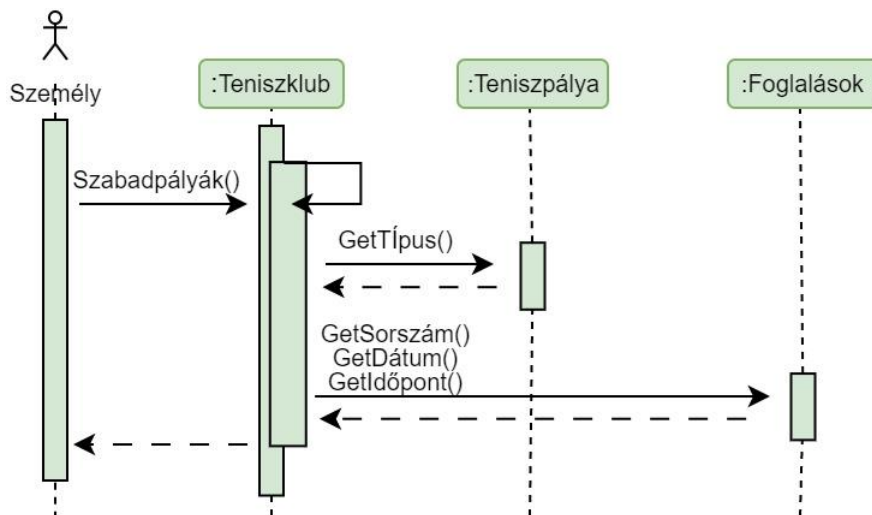 Személy
:Teniszklub
:Teniszpálya
:Foglalások
Szabadpályák()
GetTÍpus()
GetSorszám()
GetDátum()
GetIdőpont()